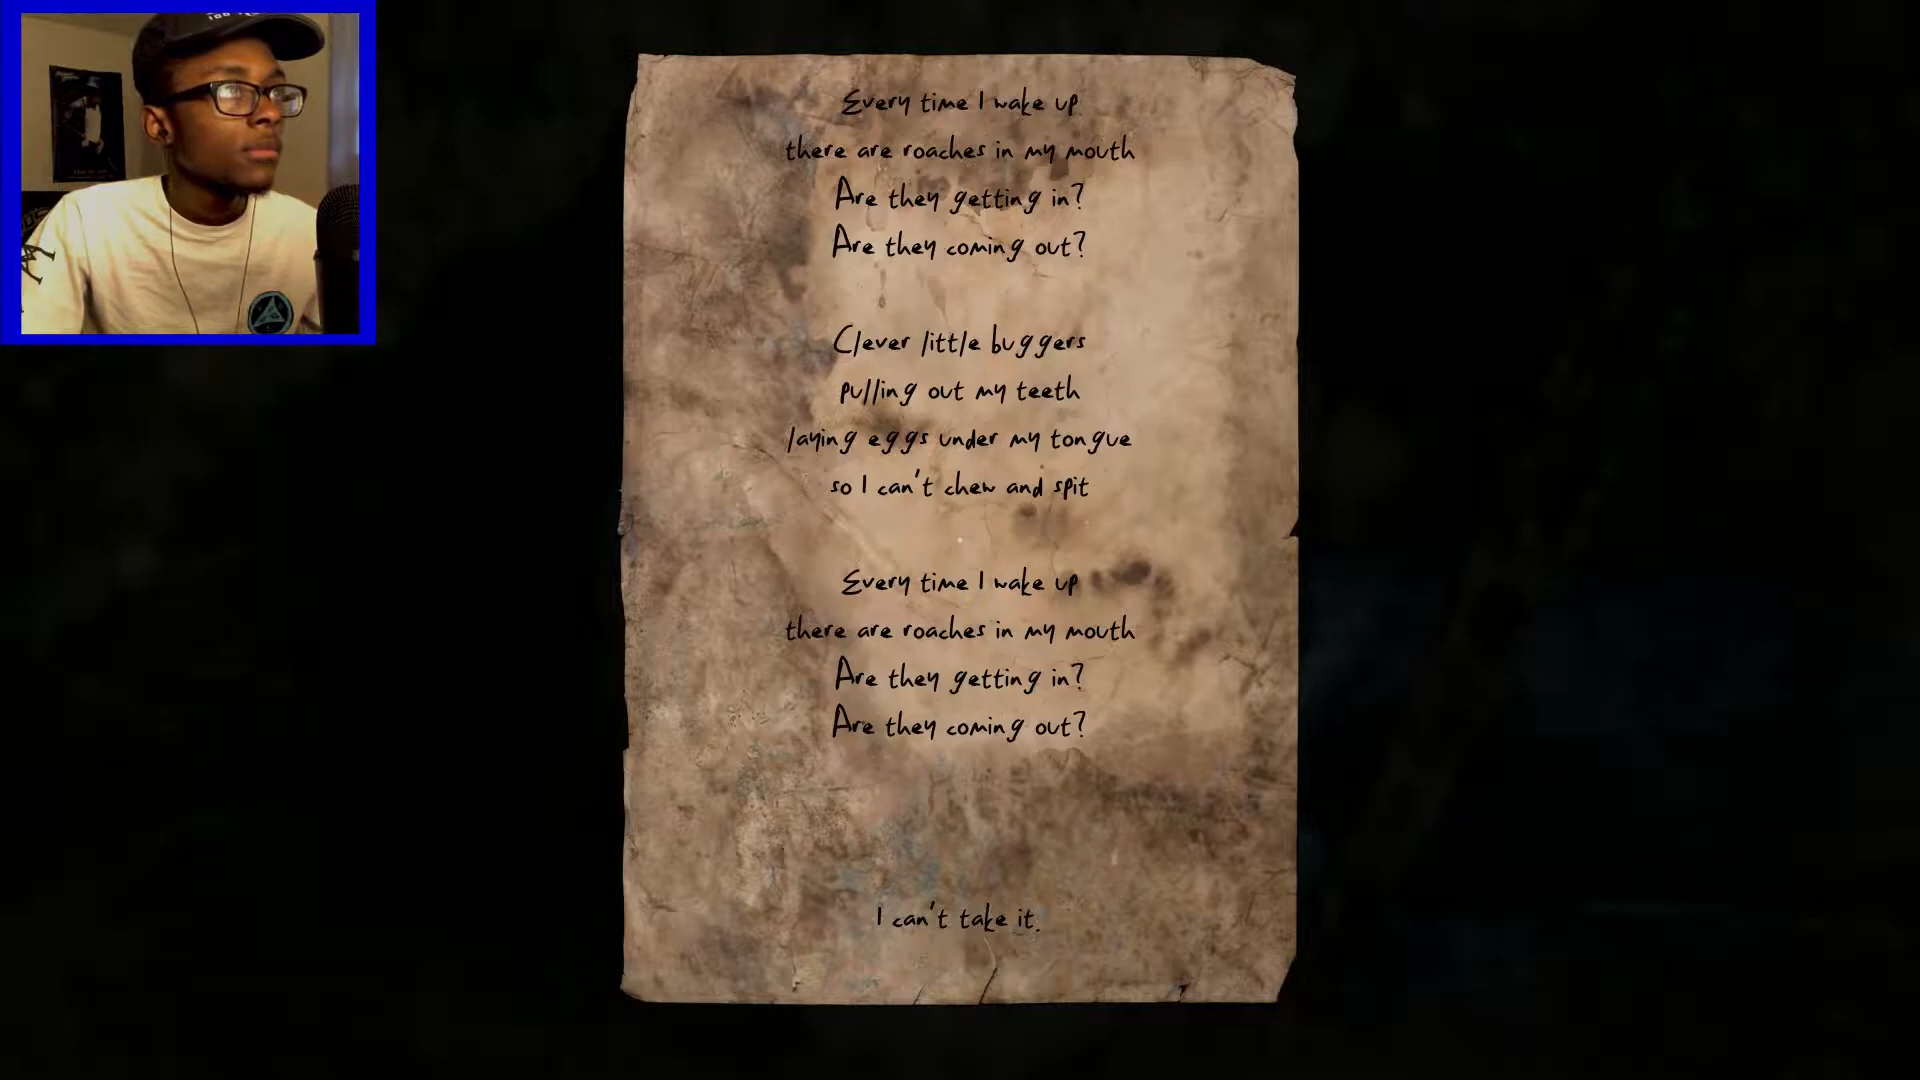 Every time I wake up
there are roaches in my mouth
Are they getting in?
Are they coming out?
Clever little buggers
pulling out my teeth
laying eggs under my tongue
so I can't chew and spit
Every time I wake up
there are roaches in my mouth
Are they getting in?
Are they coming out?
I can't take it.